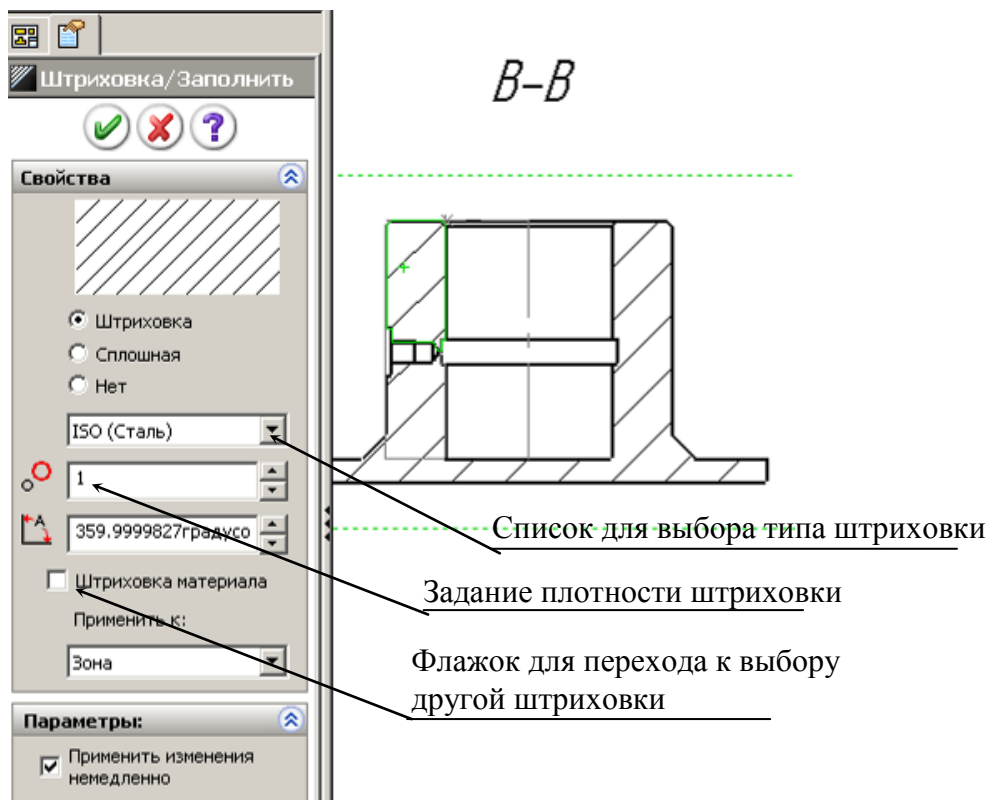 Штриховка/Заполнить
?
В–В
Свойства
Штриховка
Сплошная
Нет
ISO (Сталь)
1
A
359.9999827градусо
Список для выбора типа штриховки
Штриховка материала
Задание плотности штриховки
Применить к:
Зона
Флажок для перехода к выбору
другой штриховки
Параметры:
Применить изменения
немедленно